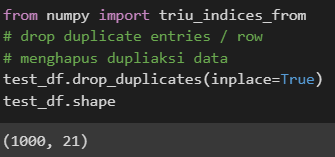 from numpy import triu_indices_from
# drop duplicate entries / row
# menghapus dupliaksi data
test_df.drop_duplicates(inplace=True)
test_df.shape
(1000, 21)